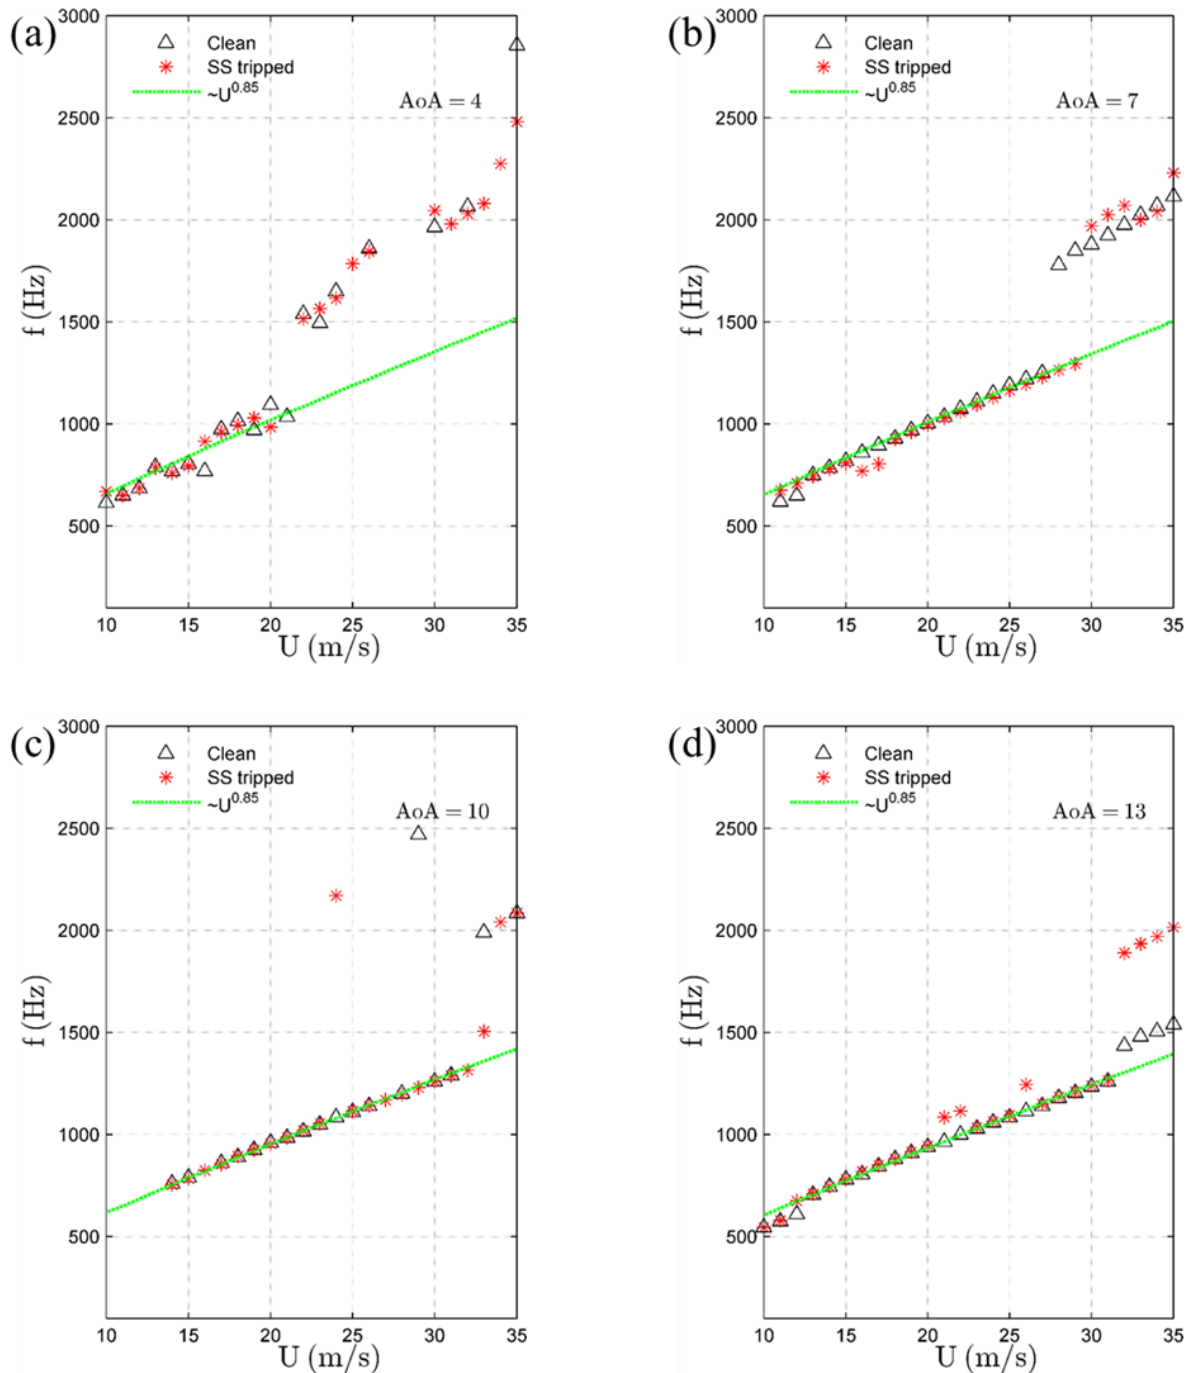 (a)
3000
2500
2000
1500
1000
500
f (Hz)
Clean
SS tripped
~U^0.85
AoA = 4
10 15 20 25 30 35
U (m/s)
(b)
3000
2500
2000
1500
1000
500
f (Hz)
Clean
SS tripped
~U^0.85
AoA = 7
10 15 20 25 30 35
U (m/s)
(c)
3000
2500
2000
1500
1000
500
f (Hz)
Clean
SS tripped
~U^0.85
AoA = 10
10 15 20 25 30 35
U (m/s)
(d)
3000
2500
2000
1500
1000
500
f (Hz)
Clean
SS tripped
~U^0.85
AoA = 13
10 15 20 25 30 35
U (m/s)